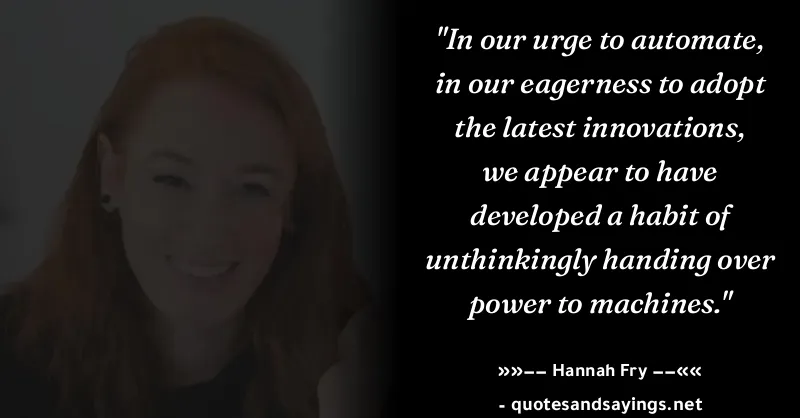 "In our urge to automate,
in our eagerness to adopt
the latest innovations,
we appear to have
developed a habit of
unthinkingly handing over
power to machines."
»»−− Hannah Fry −−««
- quotesandsayings.net